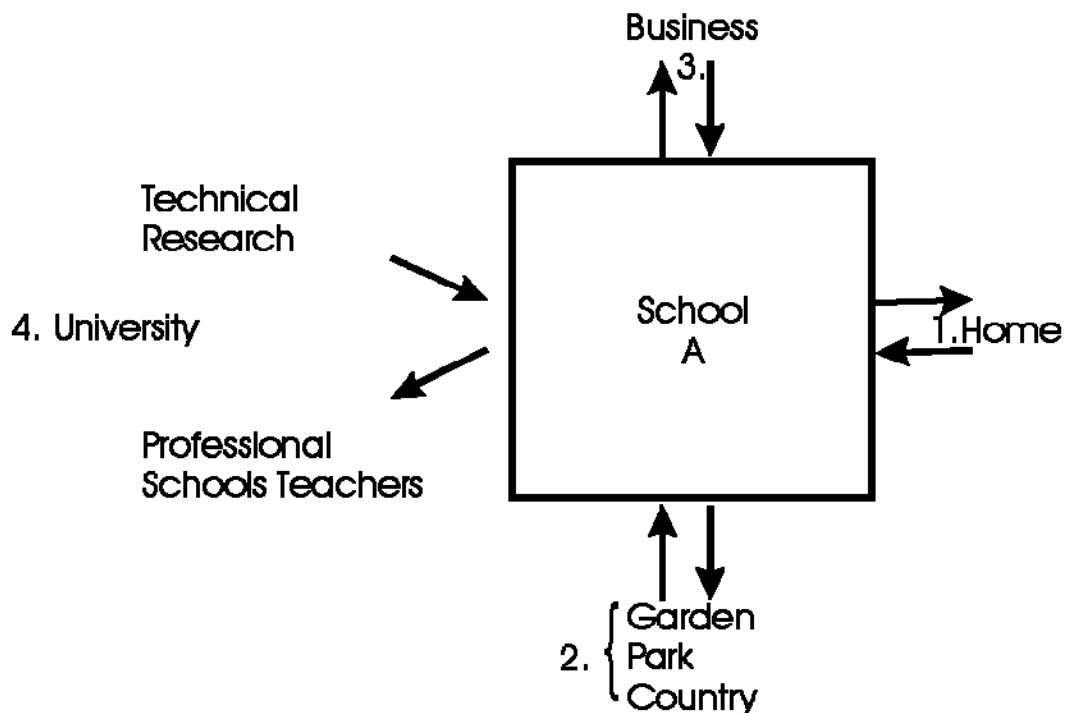 Business
3.
Technical
Research
4. University
School
A
1.Home
Professional
Schools Teachers
2.
Garden
Park
Country